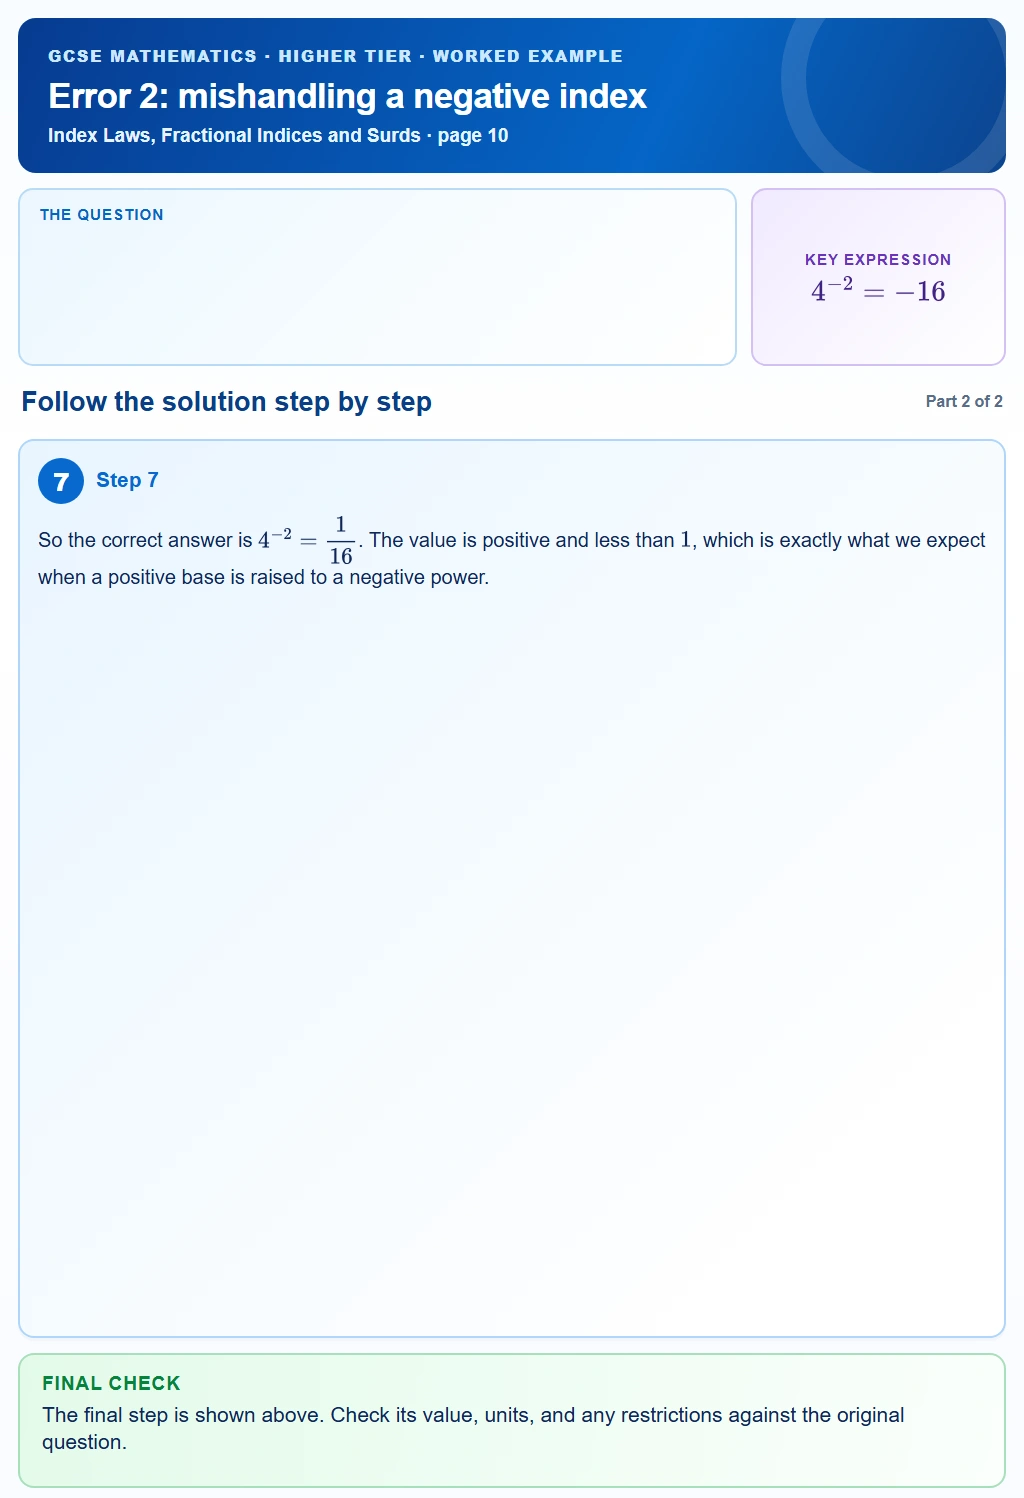 GCSE MATHEMATICS · HIGHER TIER · WORKED EXAMPLE
Error 2: mishandling a negative index
Index Laws, Fractional Indices and Surds · page 10
THE QUESTION
KEY EXPRESSION
4⁻² = −16
Follow the solution step by step
Part 2 of 2
7 Step 7
So the correct answer is 4⁻² = 1/16. The value is positive and less than 1, which is exactly what we expect
when a positive base is raised to a negative power.
FINAL CHECK
The final step is shown above. Check its value, units, and any restrictions against the original
question.